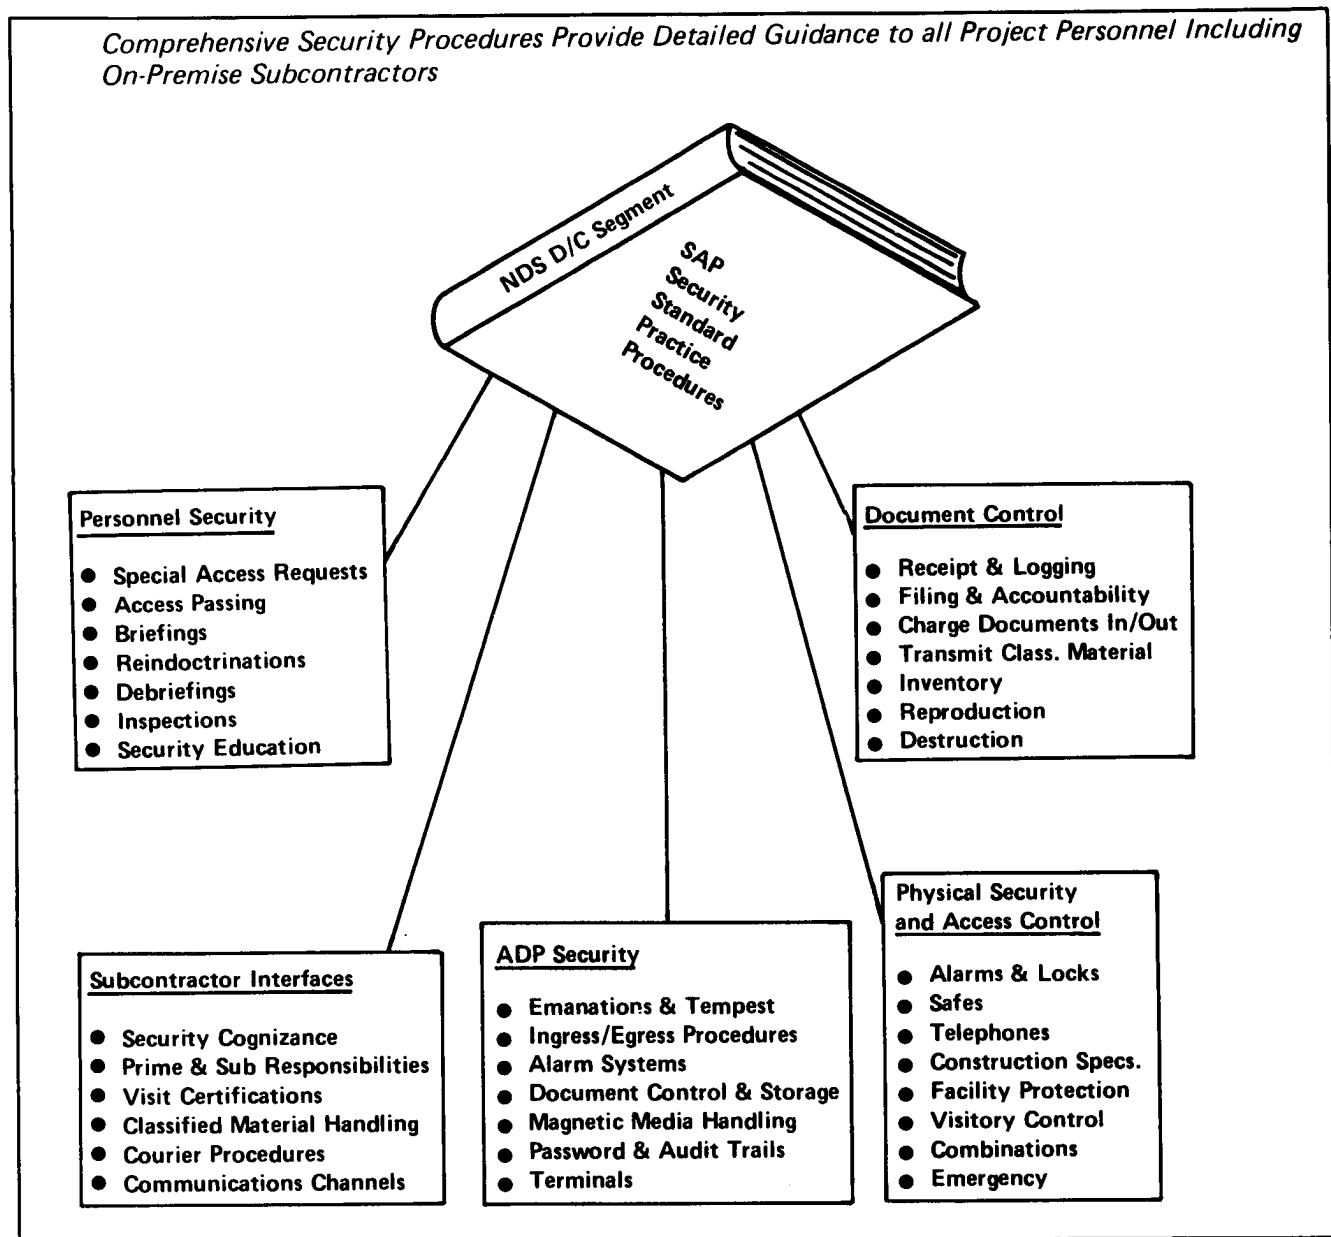 Comprehensive Security Procedures Provide Detailed Guidance to all Project Personnel Including
On-Premise Subcontractors
NDS D/C Segment
SAP
Security
Standard
Practice
Procedures
Personnel Security
● Special Access Requests
● Access Passing
● Briefings
● Reindoctrinations
● Debriefings
● Inspections
● Security Education
Document Control
● Receipt & Logging
● Filing & Accountability
● Charge Documents In/Out
● Transmit Class. Material
● Inventory
● Reproduction
● Destruction
Subcontractor Interfaces
● Security Cognizance
● Prime & Sub Responsibilities
● Visit Certifications
● Classified Material Handling
● Courier Procedures
● Communications Channels
ADP Security
● Emanations & Tempest
● Ingress/Egress Procedures
● Alarm Systems
● Document Control & Storage
● Magnetic Media Handling
● Password & Audit Trails
● Terminals
Physical Security
and Access Control
● Alarms & Locks
● Safes
● Telephones
● Construction Specs.
● Facility Protection
● Visitory Control
● Combinations
● Emergency